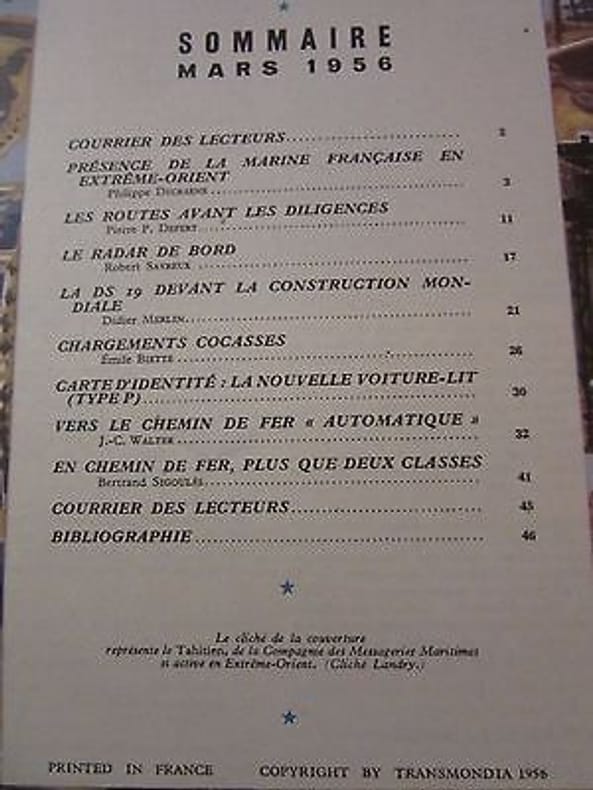 SOMMAIRE
MARS 1956
COURRIER DES LECTEURS........................ 2
PRÉSENCE DE LA MARINE FRANÇAISE EN
EXTRÊME-ORIENT
Philippe DECRAENE........................ 3
LES ROUTES AVANT LES DILIGENCES
Pierre P. DEFERT........................ 11
LE RADAR DE BORD
Robert SAVREUX........................ 17
LA DS 19 DEVANT LA CONSTRUCTION MON-
DIALE
Didier MERLIN........................ 21
CHARGEMENTS COCASSES
Émile BIETTE........................ 26
CARTE D'IDENTITÉ : LA NOUVELLE VOITURE-LIT
(TYPE P)........................ 30
VERS LE CHEMIN DE FER « AUTOMATIQUE »
J.-C. WALTER........................ 32
EN CHEMIN DE FER, PLUS QUE DEUX CLASSES
Bertrand SEGOULÈS........................ 41
COURRIER DES LECTEURS........................ 45
BIBLIOGRAPHIE........................ 46
Le cliché de la couverture
représente le Tahitien, de la Compagnie des Messageries Maritimes
si active en Extrême-Orient. (Cliché Landry.)
PRINTED IN FRANCE COPYRIGHT BY TRANSMONDIA 1956